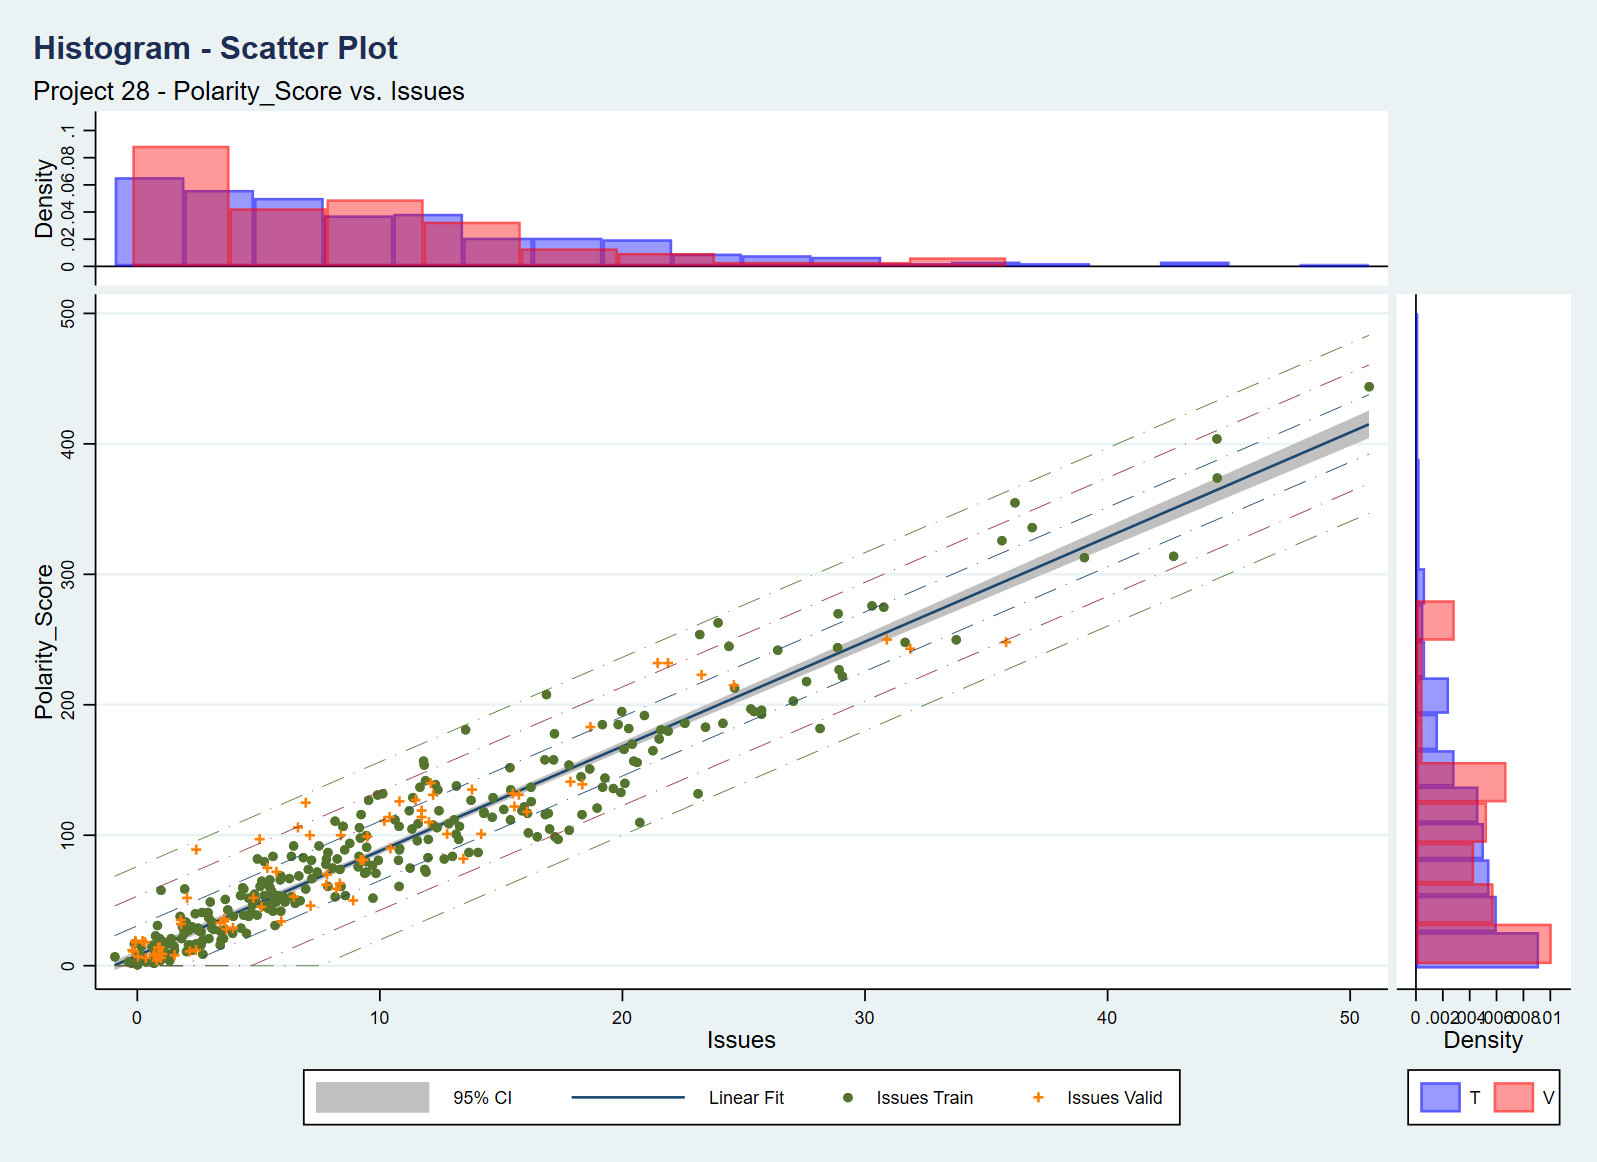 Histogram - Scatter Plot
Project 28 - Polarity_Score vs. Issues
Density
0 .02 .04 .06 .08 .1
Polarity_Score
0 100 200 300 400 500
0 10 20 30 40 50
Issues
0 .002 .004 .006 .008 .01
Density
95% CI Linear Fit Issues Train Issues Valid
T V